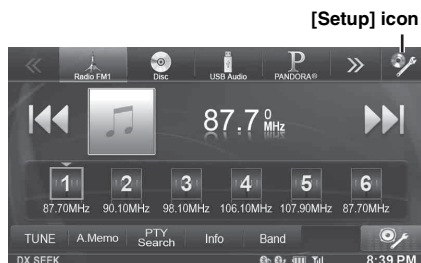 [Setup] icon
Radio FM1 Disc USB Audio PANDORA®
87.7 0 MHz
1 2 3 4 5 6
87.70MHz 90.10MHz 98.10MHz 106.10MHz 107.90MHz 87.70MHz
TUNE A.Memo PTY Search Info Band
DX SEEK 8:39 PM